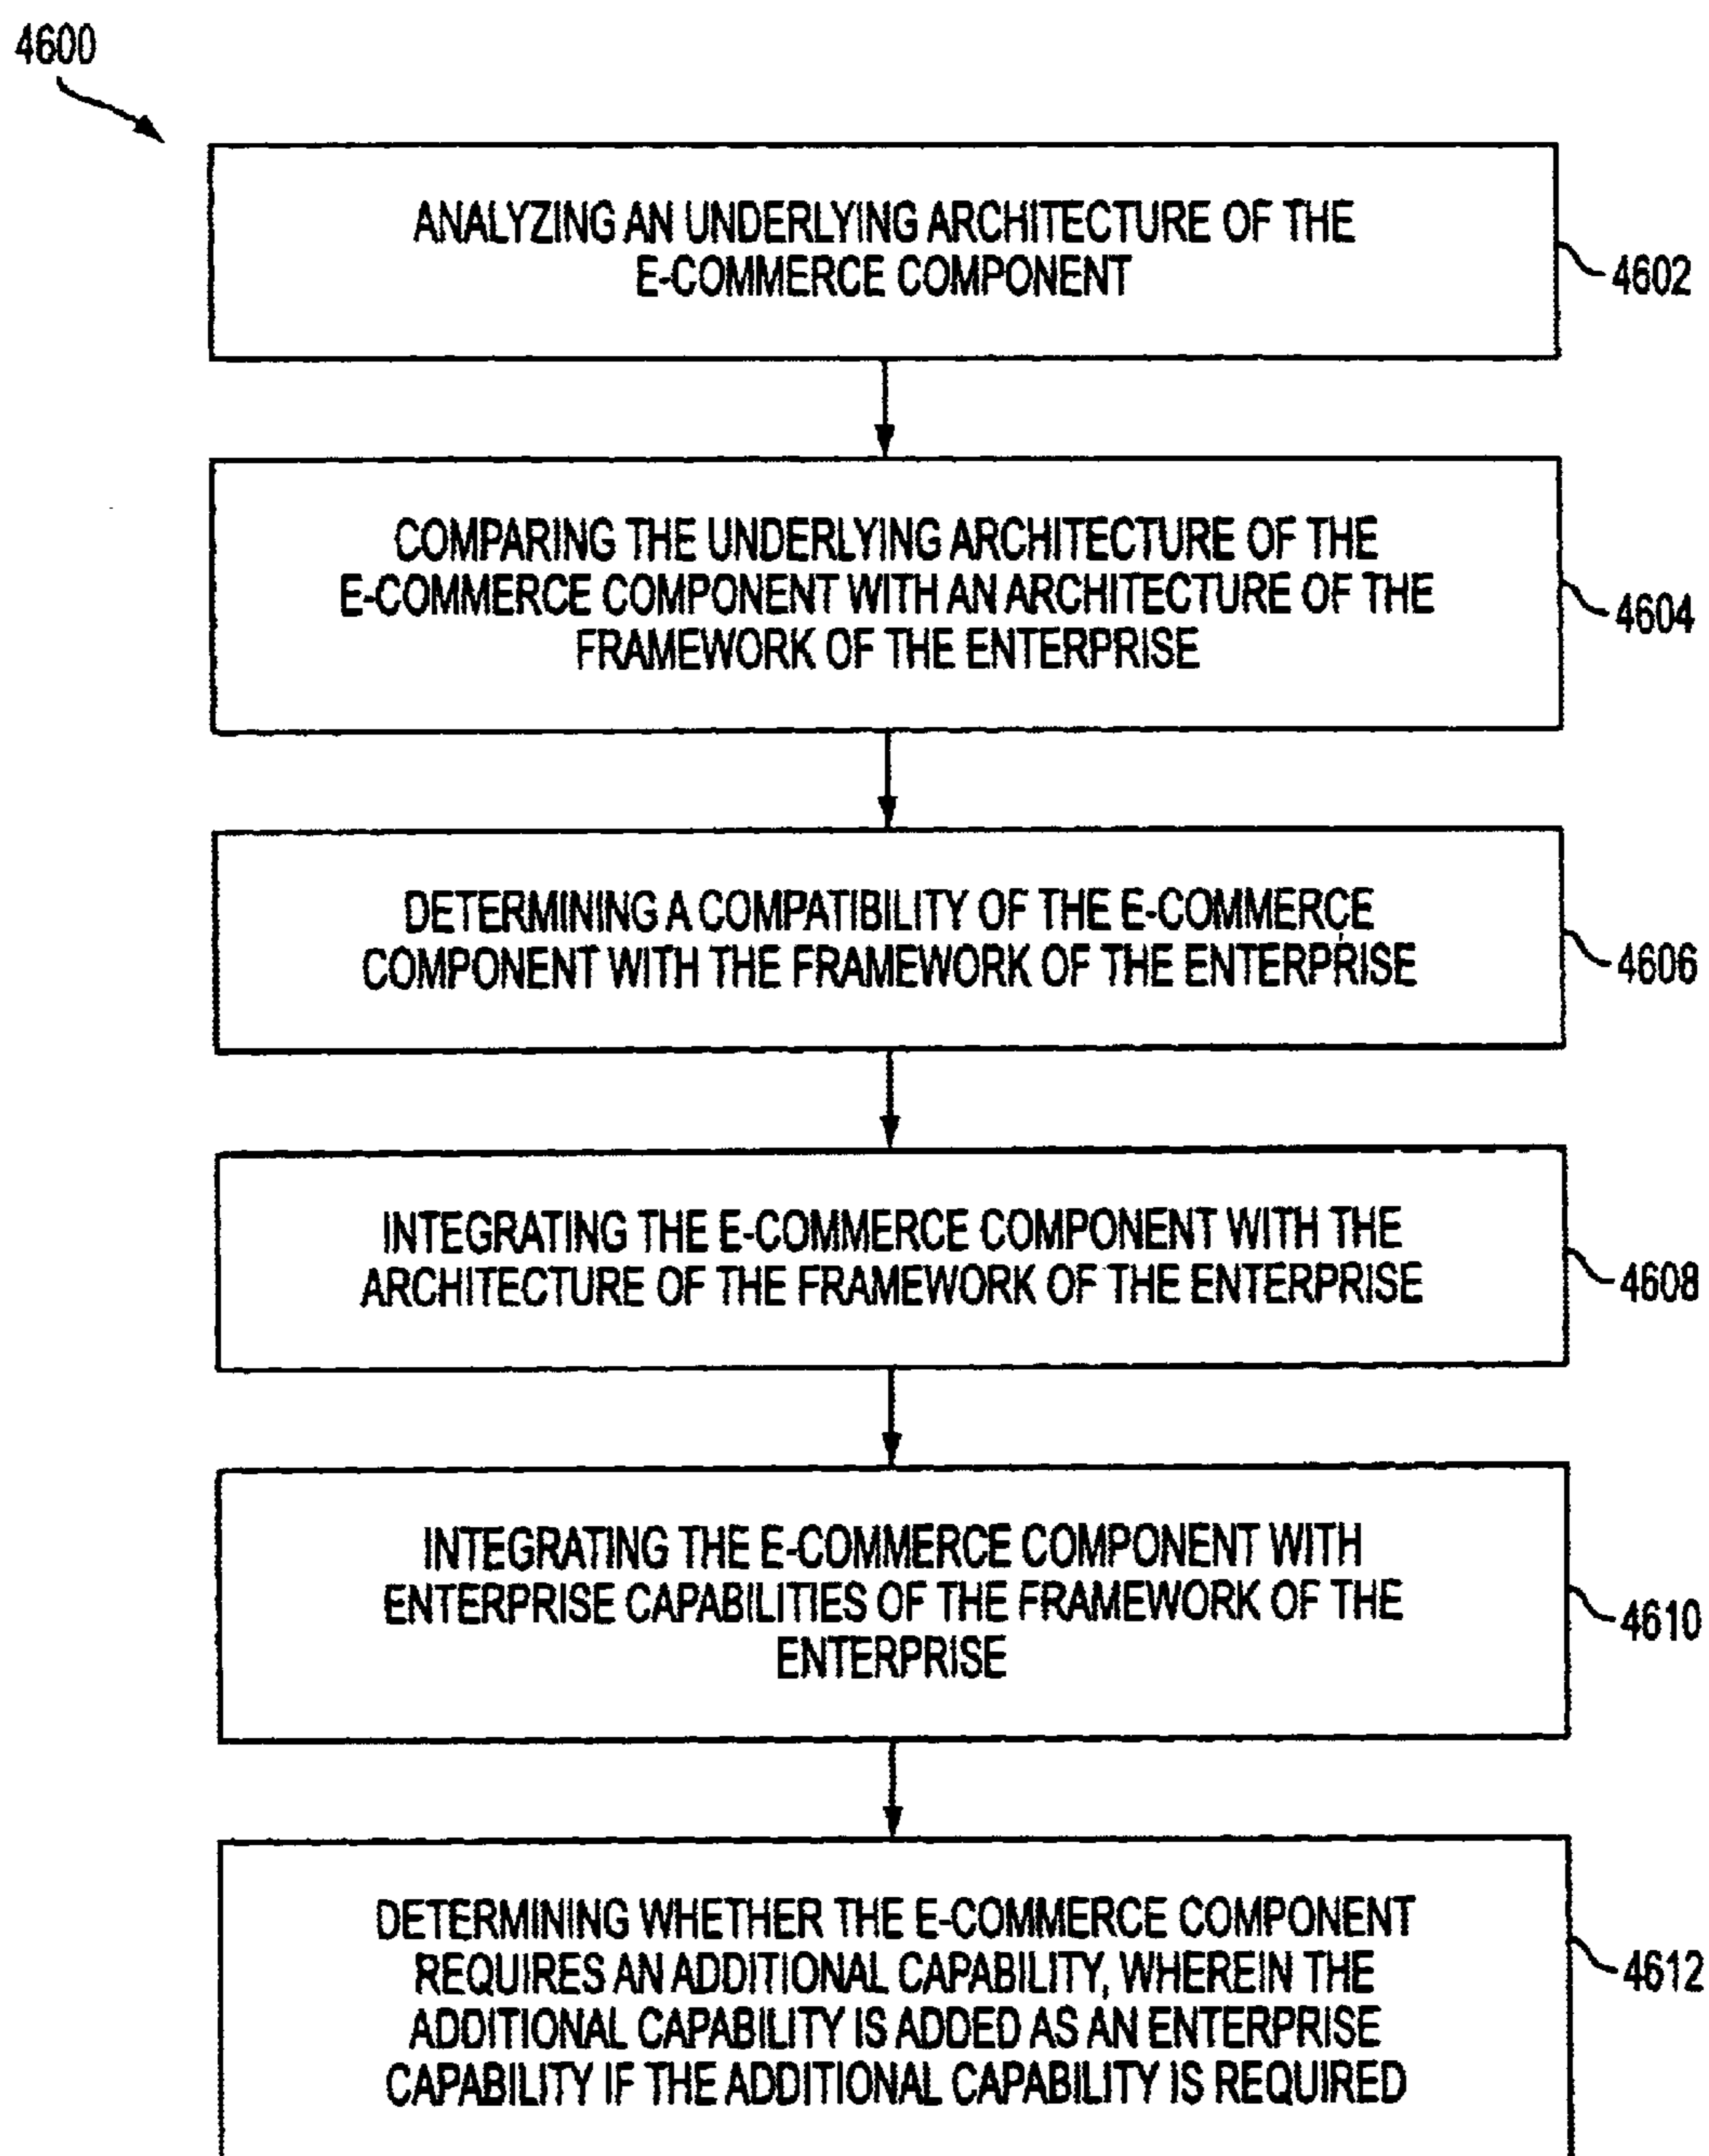 4600
ANALYZING AN UNDERLYING ARCHITECTURE OF THE
E-COMMERCE COMPONENT
4602
COMPARING THE UNDERLYING ARCHITECTURE OF THE
E-COMMERCE COMPONENT WITH AN ARCHITECTURE OF THE
FRAMEWORK OF THE ENTERPRISE
4604
DETERMINING A COMPATIBILITY OF THE E-COMMERCE
COMPONENT WITH THE FRAMEWORK OF THE ENTERPRISE
4606
INTEGRATING THE E-COMMERCE COMPONENT WITH THE
ARCHITECTURE OF THE FRAMEWORK OF THE ENTERPRISE
4608
INTEGRATING THE E-COMMERCE COMPONENT WITH
ENTERPRISE CAPABILITIES OF THE FRAMEWORK OF THE
ENTERPRISE
4610
DETERMINING WHETHER THE E-COMMERCE COMPONENT
REQUIRES AN ADDITIONAL CAPABILITY, WHEREIN THE
ADDITIONAL CAPABILITY IS ADDED AS AN ENTERPRISE
CAPABILITY IF THE ADDITIONAL CAPABILITY IS REQUIRED
4612